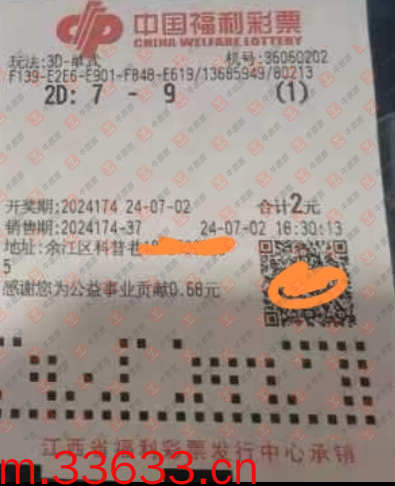 中国福利彩票
CHINA WELFARE LOTTERY
玩法:3D-单式 机号:36060202
F139-E2E6-E901-F848-E619/13685949/80213
2D: 7 - 9 (1)
开奖期:2024174 24-07-02 合计2元
销售期:2024174-37 24-07-02 16:30:13
地址:余江区科普巷
5
感谢您为公益事业贡献0.68元
江西省福利彩票发行中心承销
m.33633.cn